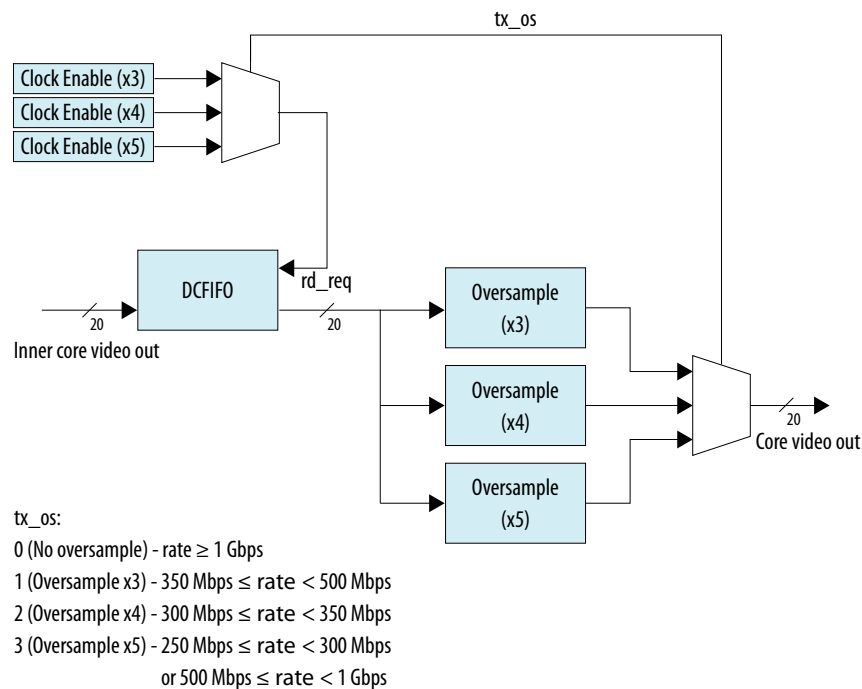 tx_os
Clock Enable (x3)
Clock Enable (x4)
Clock Enable (x5)
DCFIFO
rd_req
20
20
Inner core video out
Oversample
(x3)
Oversample
(x4)
Oversample
(x5)
20
Core video out
tx_os:
0 (No oversample) - rate ≥ 1 Gbps
1 (Oversample x3) - 350 Mbps ≤ rate < 500 Mbps
2 (Oversample x4) - 300 Mbps ≤ rate < 350 Mbps
3 (Oversample x5) - 250 Mbps ≤ rate < 300 Mbps
or 500 Mbps ≤ rate < 1 Gbps